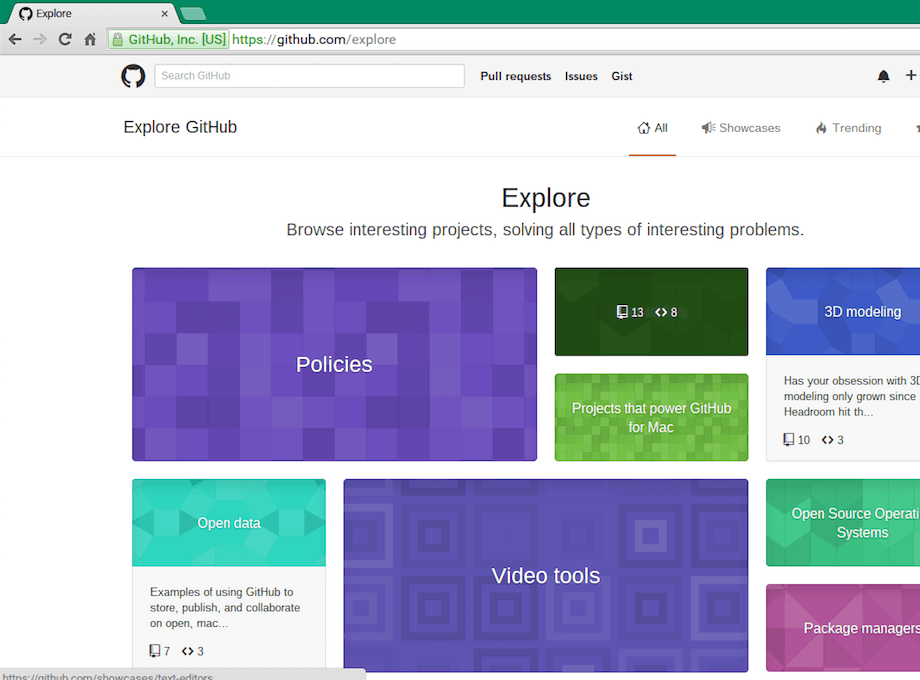 Explore
GitHub, Inc. [US] https://github.com/explore
Search GitHub
Pull requests Issues Gist
Explore GitHub
All Showcases Trending
Explore
Browse interesting projects, solving all types of interesting problems.
Policies
13 8
3D modeling
Projects that power GitHub
for Mac
Has your obsession with 3D
modeling only grown since
Headroom hit th...
10 3
Open data
Examples of using GitHub to
store, publish, and collaborate
on open, mac...
7 3
Video tools
Open Source Operati
Systems
Package managers
https://github.com/showcases/text-editors